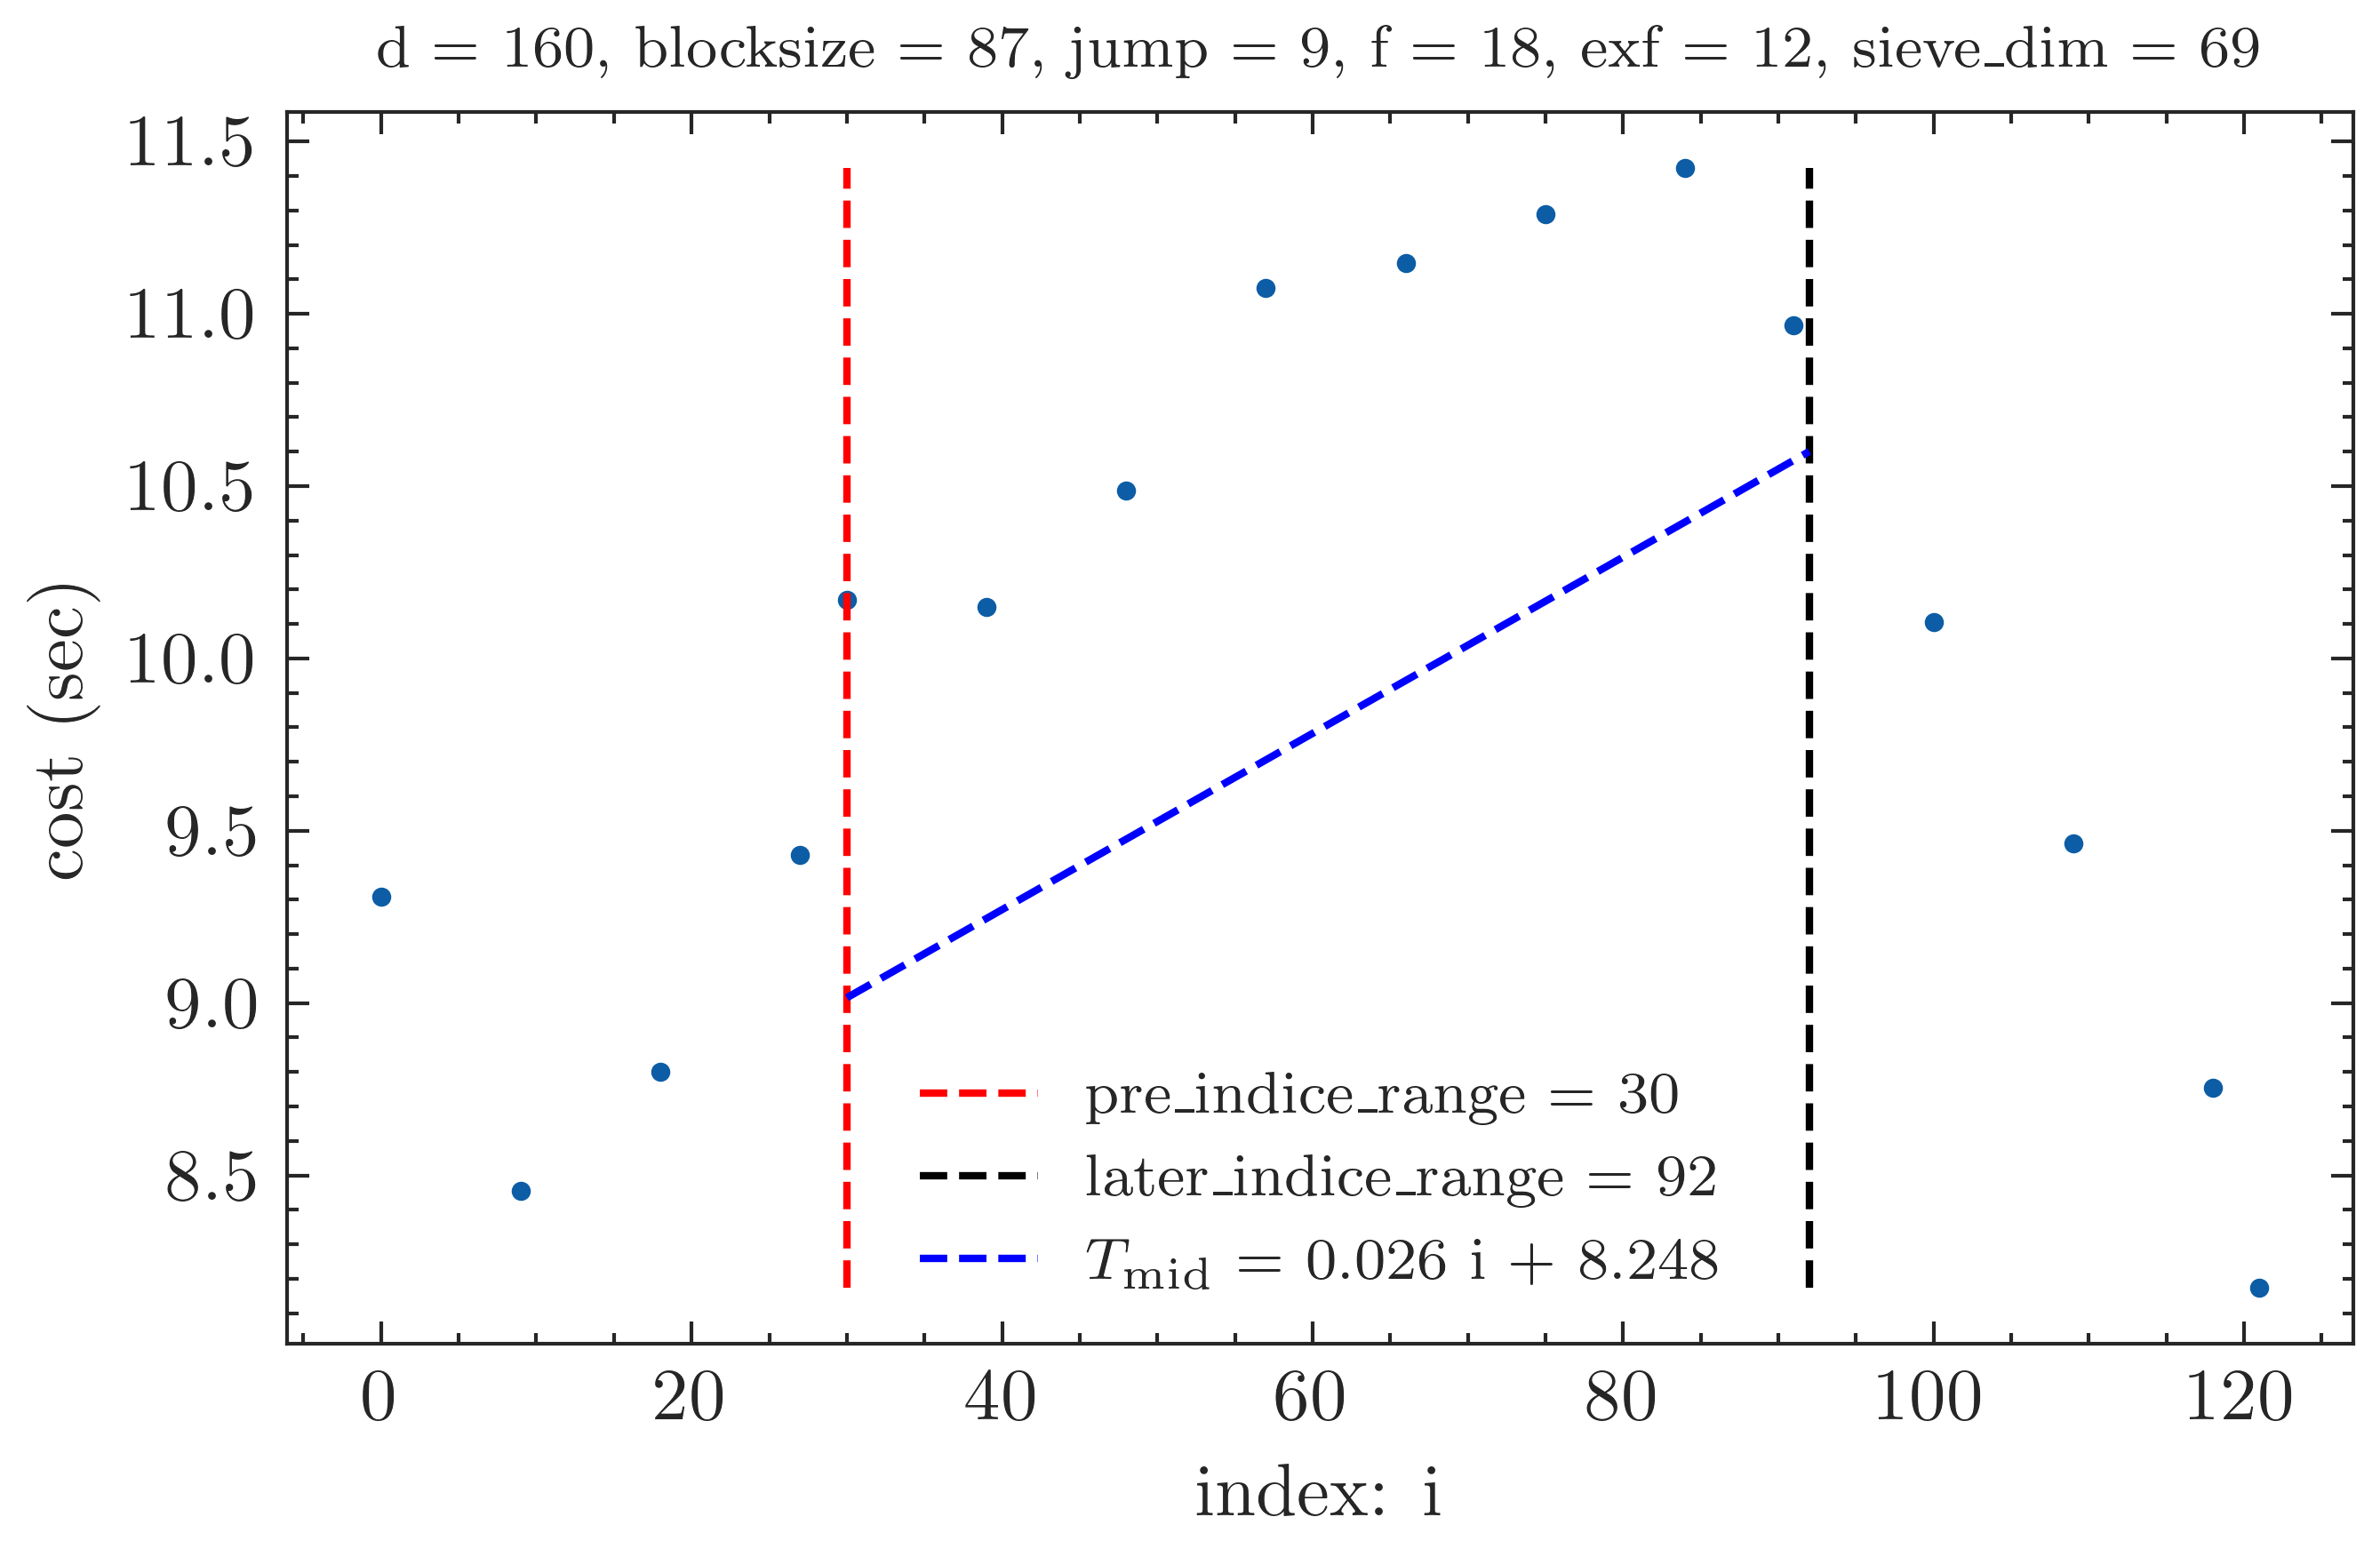 d = 160, blocksize = 87, jump = 9, f = 18, exf = 12, sieve_dim = 69
11.5
11.0
10.5
10.0
9.5
9.0
8.5
cost (sec)
pre_indice_range = 30
later_indice_range = 92
T_mid = 0.026 i + 8.248
0 20 40 60 80 100 120
index: i